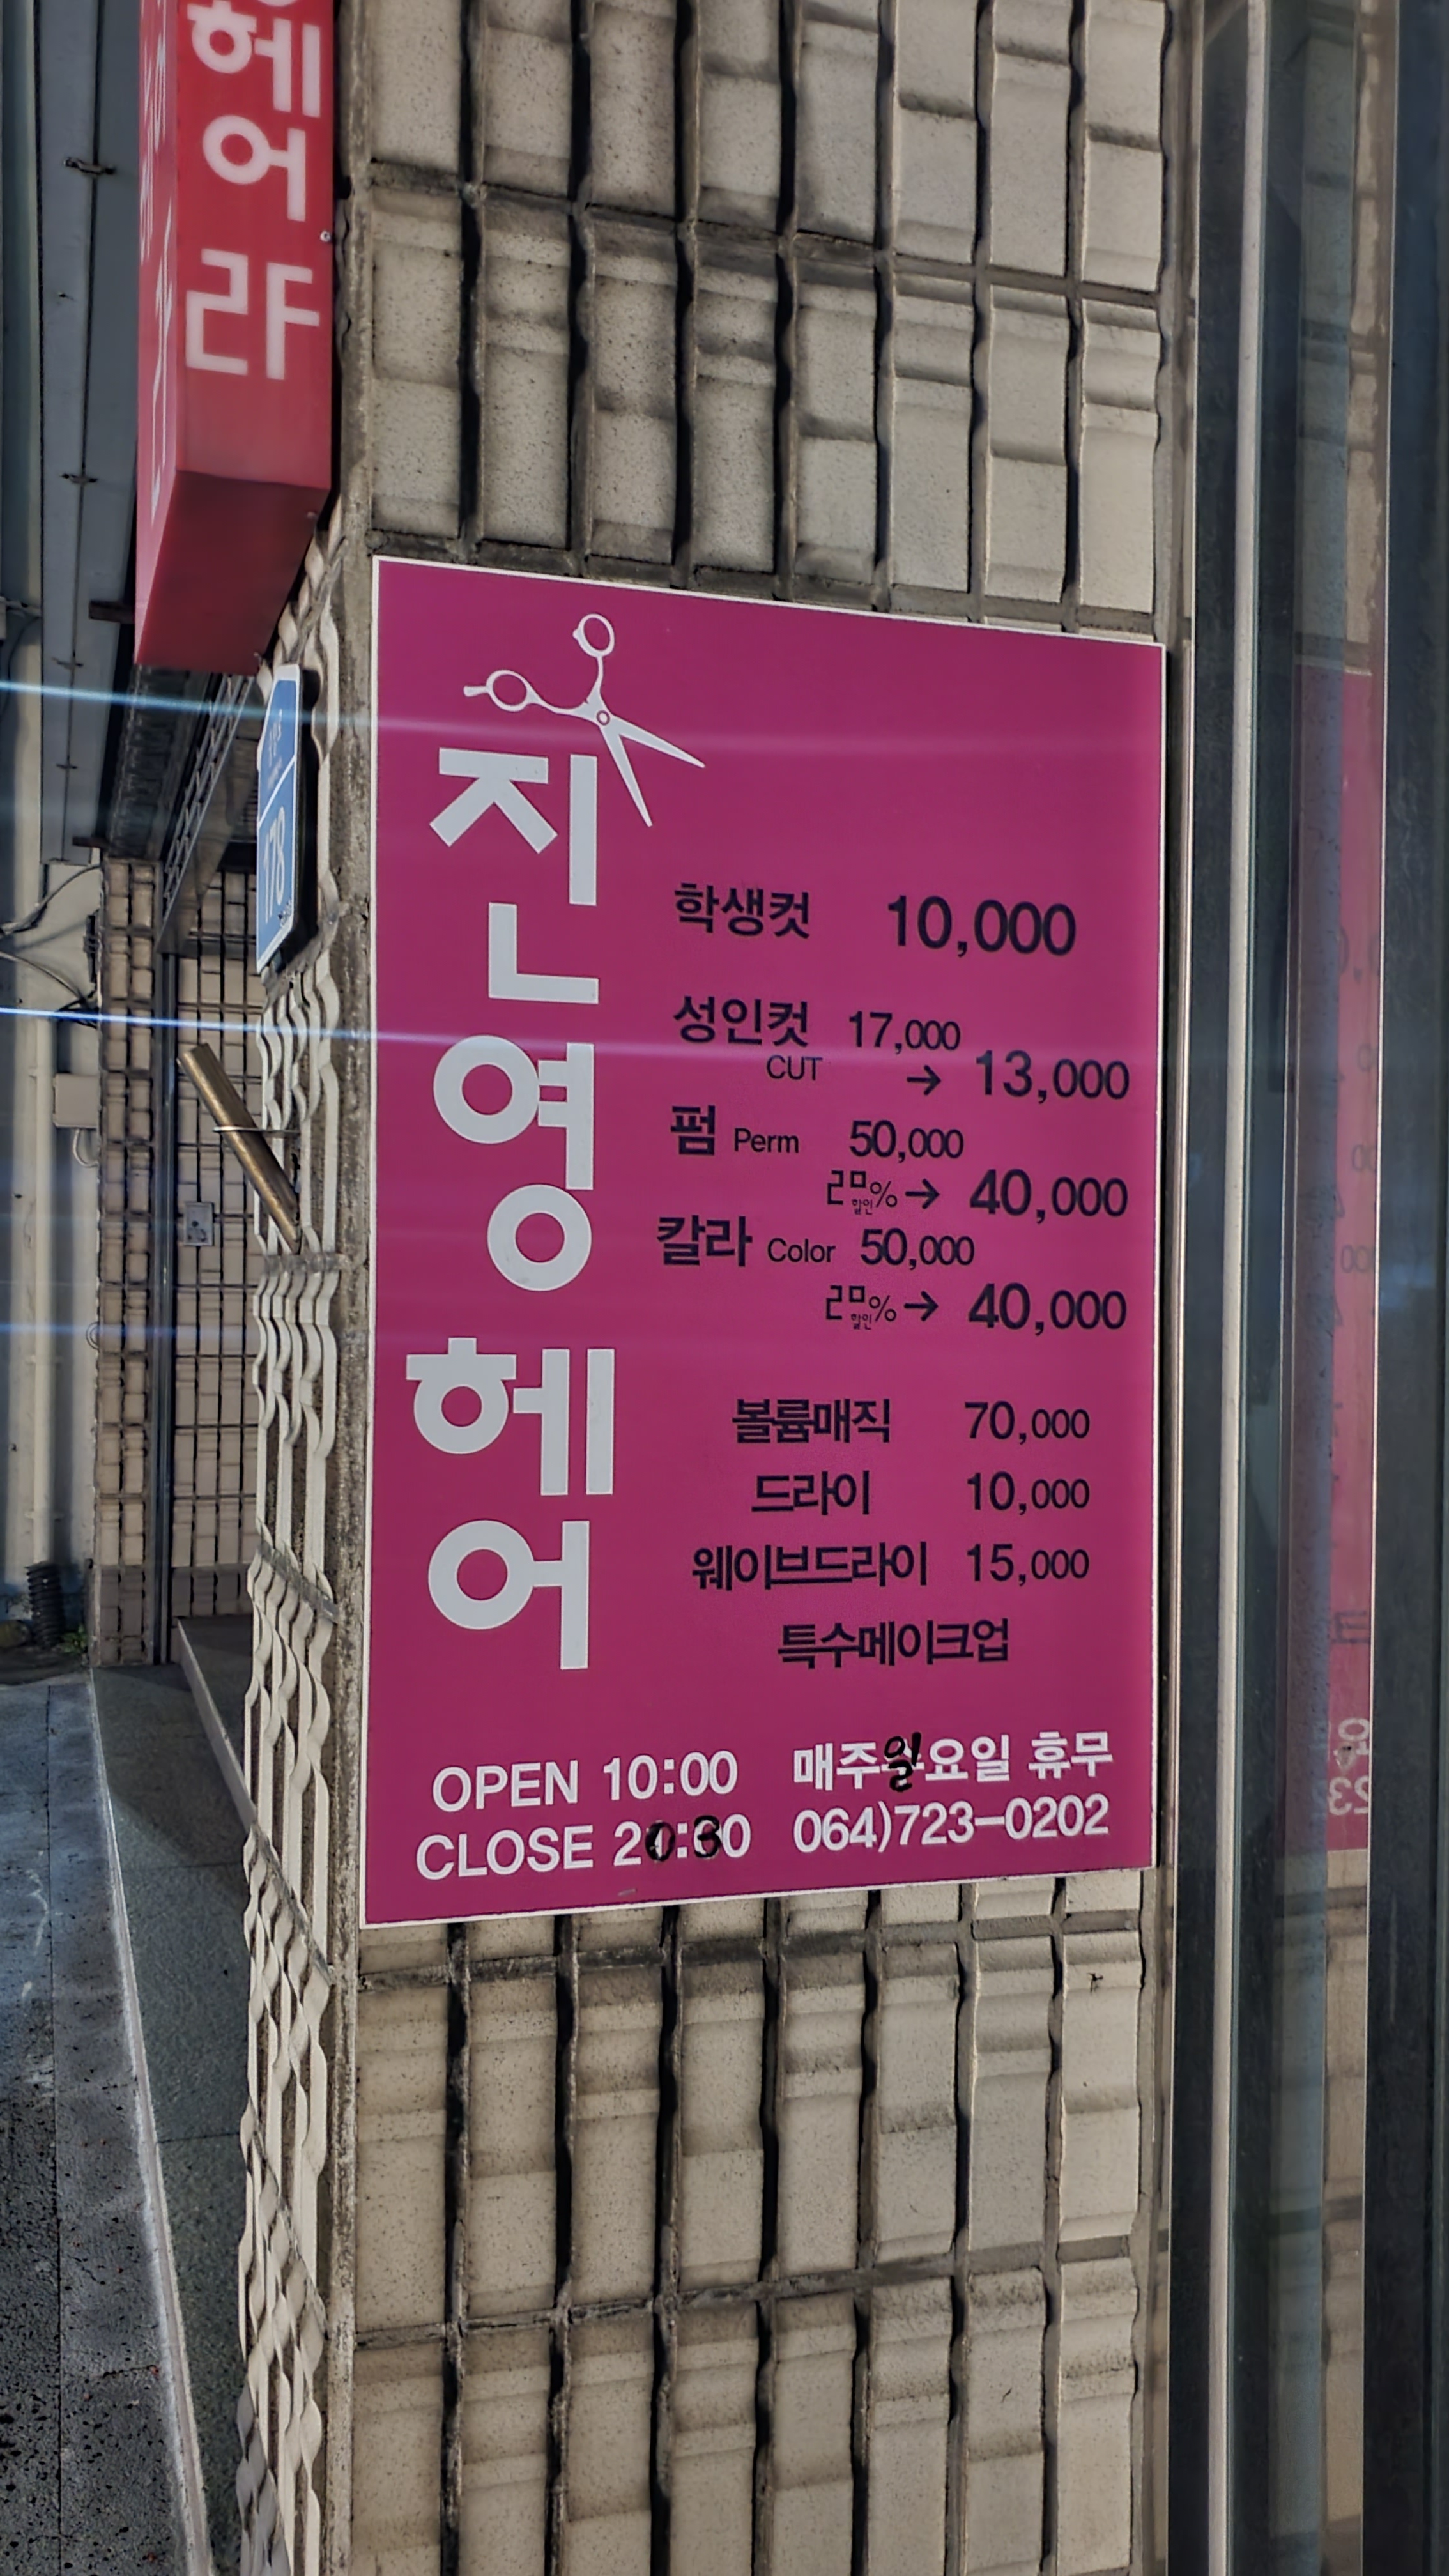 헤어
라
178
진영헤어
학생컷 10,000
성인컷 17,000
CUT → 13,000
펌 Perm 50,000
20%할인 → 40,000
칼라 Color 50,000
20%할인 → 40,000
볼륨매직 70,000
드라이 10,000
웨이브드라이 15,000
특수메이크업
OPEN 10:00 매주일요일 휴무
CLOSE 20:30 064)723-0202